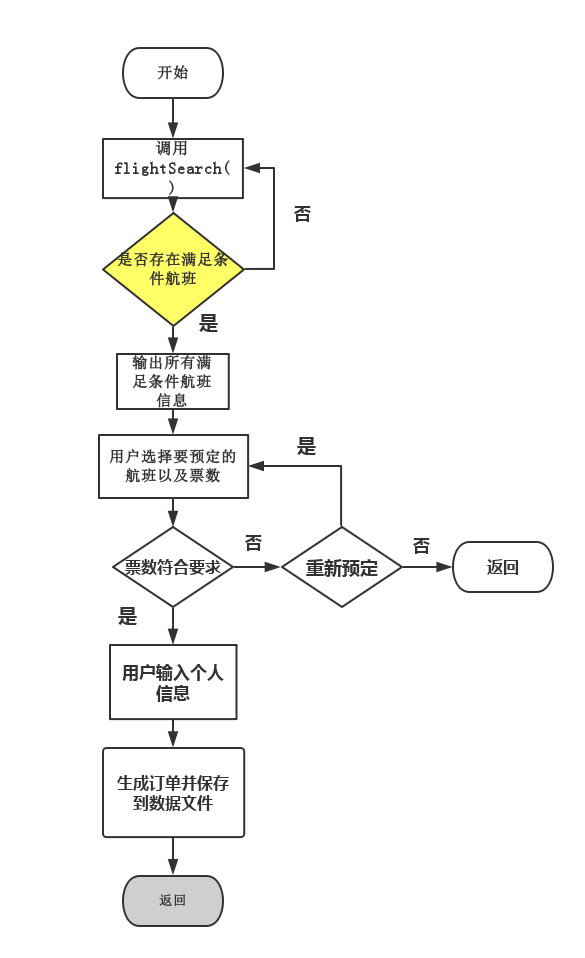 开始
调用
flightSearch(
)
否
是否存在满足条
件航班
是
输出所有满
足条件航班
信息
用户选择要预定的
航班以及票数
是
票数符合要求
否
重新预定
否
返回
是
用户输入个人
信息
生成订单并保存
到数据文件
返回